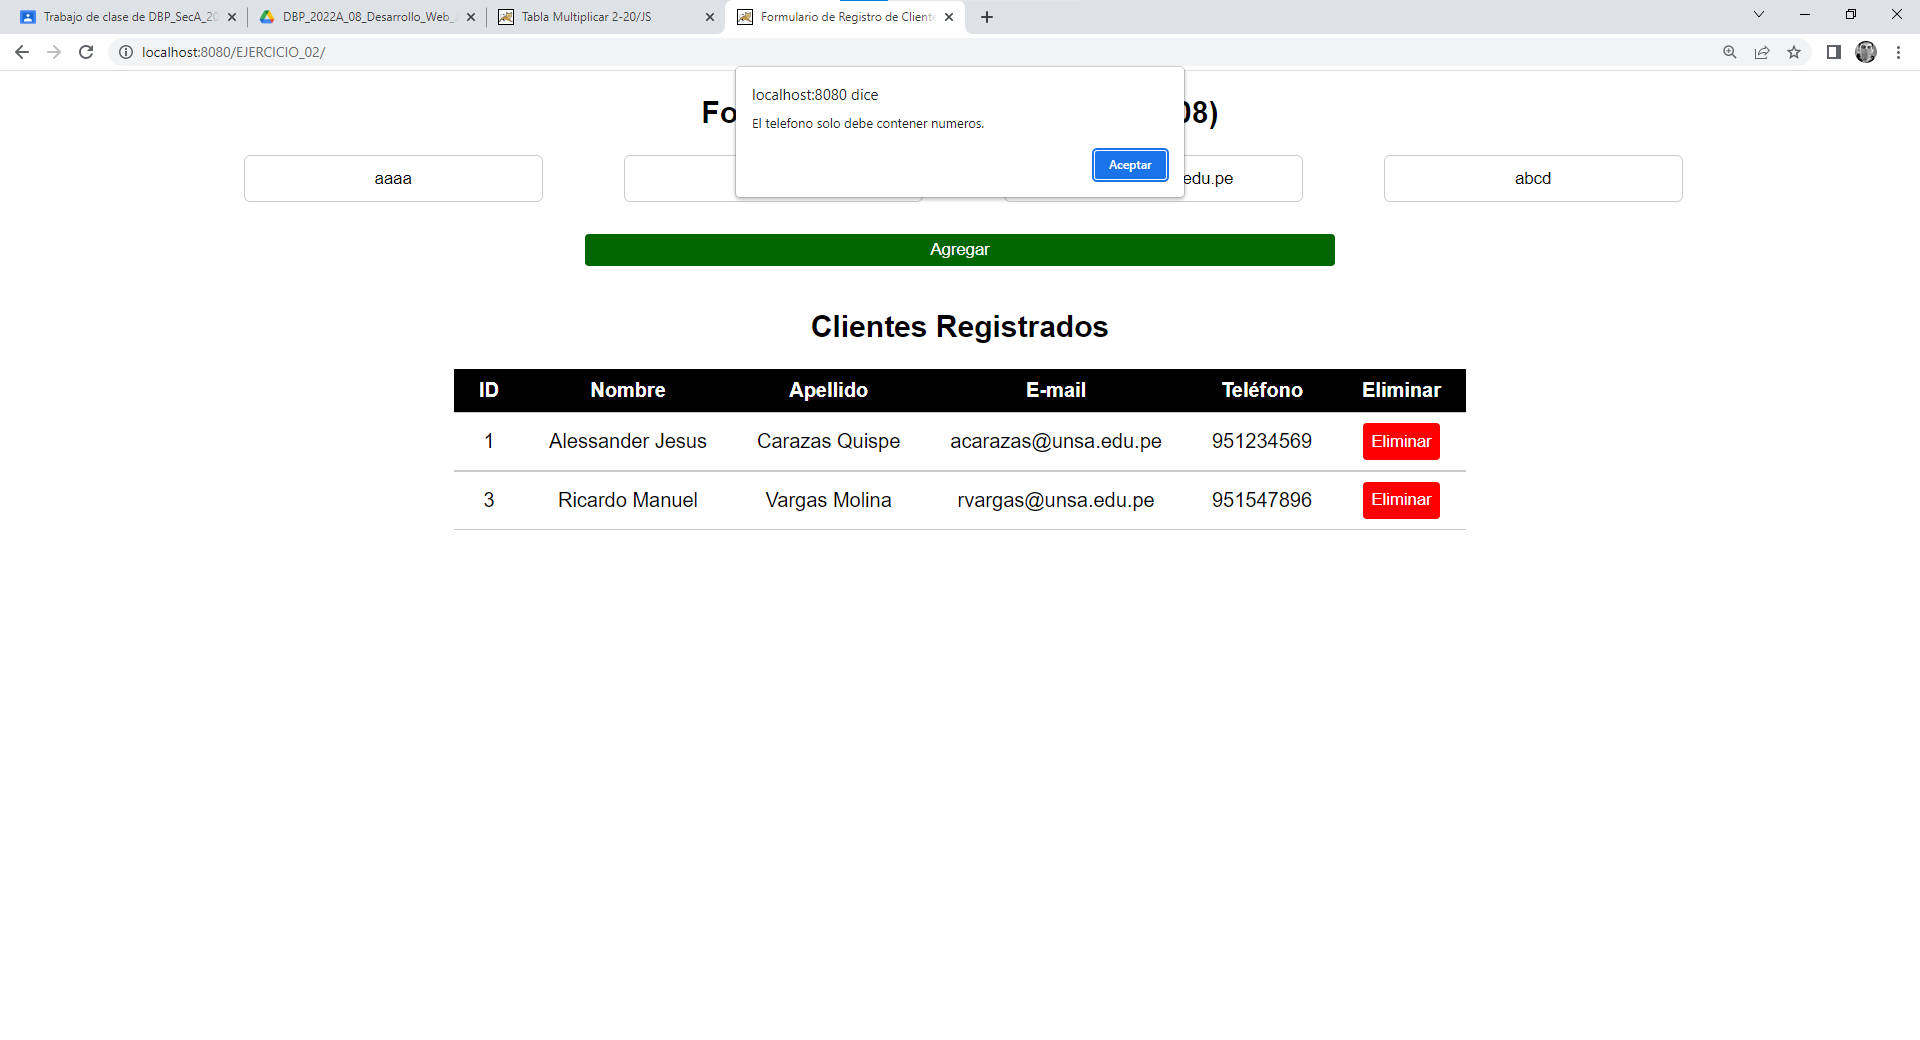 Trabajo de clase de DBP_SecA_20
DBP_2022A_08_Desarrollo_Web_
Tabla Multiplicar 2-20/JS
Formulario de Registro de Cliente
localhost:8080/EJERCICIO_02/
localhost:8080 dice
El telefono solo debe contener numeros.
Aceptar
Fo
08)
aaaa
edu.pe
abcd
Agregar
Clientes Registrados
ID Nombre Apellido E-mail Teléfono Eliminar
1 Alessander Jesus Carazas Quispe acarazas@unsa.edu.pe 951234569 Eliminar
3 Ricardo Manuel Vargas Molina rvargas@unsa.edu.pe 951547896 Eliminar